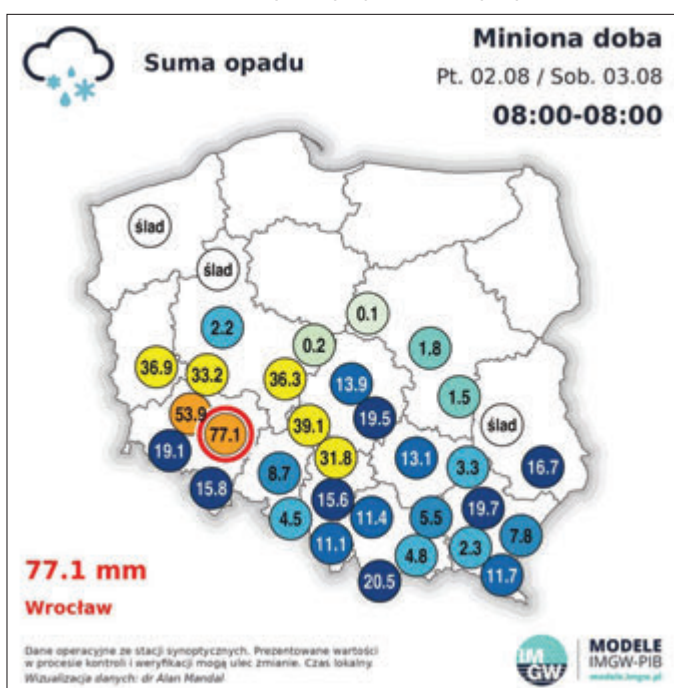 Suma opadu
Miniona doba
Pt. 02.08 / Sob. 03.08
08:00-08:00
ślad
ślad
0.1
2.2
0.2
1.8
36.9
33.2
36.3
13.9
1.5
53.9
19.5
ślad
39.1
77.1
19.1
31.8
13.1
3.3
16.7
8.7
15.8
15.6
19.7
4.5
11.4
5.5
7.8
11.1
4.8
2.3
20.5
11.7
77.1 mm
Wrocław
Dane operacyjne ze stacji synoptycznych. Prezentowane wartości
w procesie kontroli i weryfikacji mogą ulec zmianie. Czas lokalny.
Wizualizacja danych: dr Alan Mandal
IM
GW
MODELE
IMGW-PIB
modele.imgw.pl